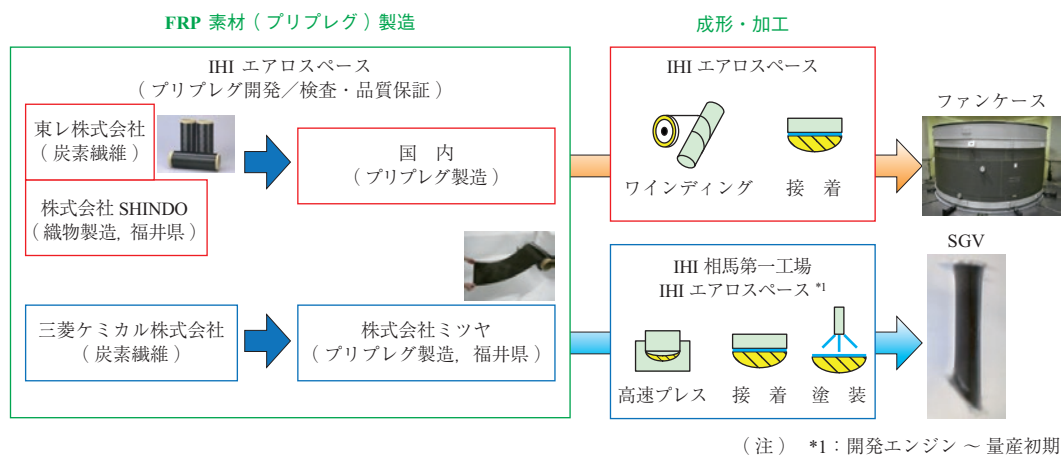 FRP 素材 ( プリプレグ ) 製造
成形・加工
IHI エアロスペース
( プリプレグ開発／検査・品質保証 )
東レ株式会社
( 炭素繊維 )
株式会社 SHINDO
( 織物製造, 福井県 )
国　内
( プリプレグ製造 )
三菱ケミカル株式会社
( 炭素繊維 )
株式会社ミツヤ
( プリプレグ製造, 福井県 )
IHI エアロスペース
ワインディング
接　着
ファンケース
IHI 相馬第一工場
IHI エアロスペース *1
高速プレス
接　着
塗　装
SGV
( 注 )　*1：開発エンジン ～ 量産初期